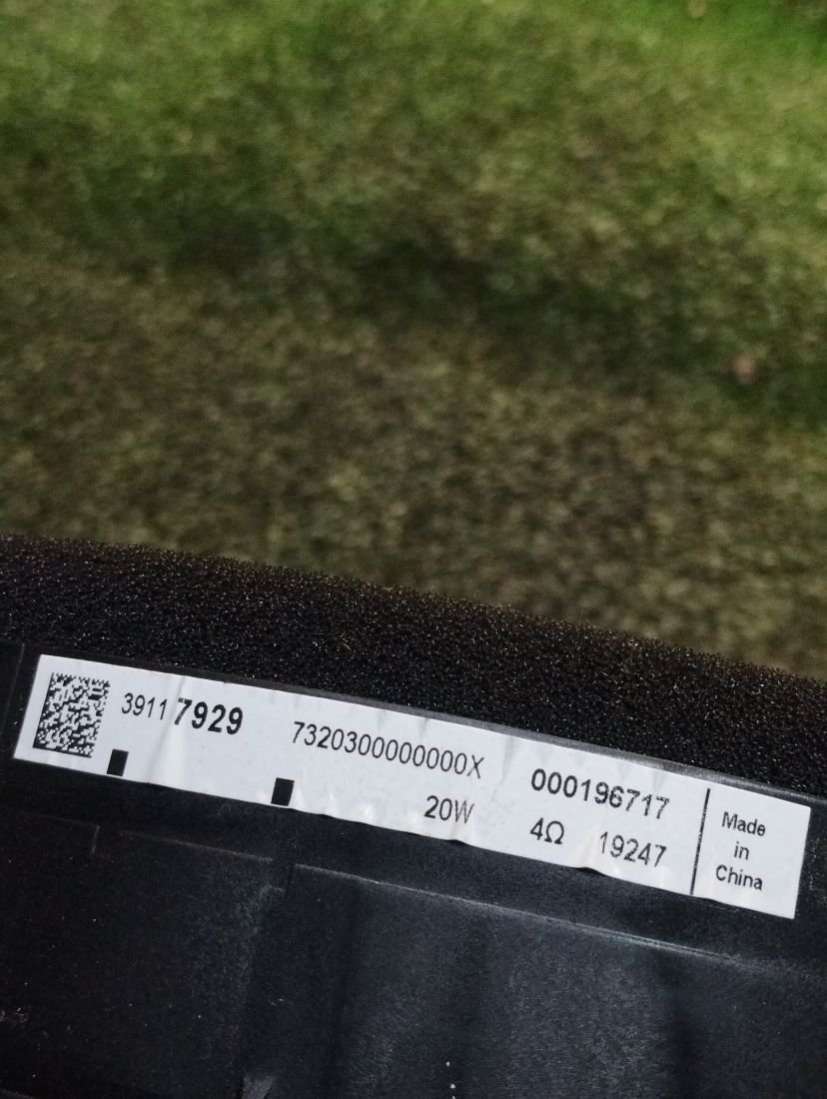 39117929 7320300000000X 000196717
20W 4Ω 19247
Made
in
China